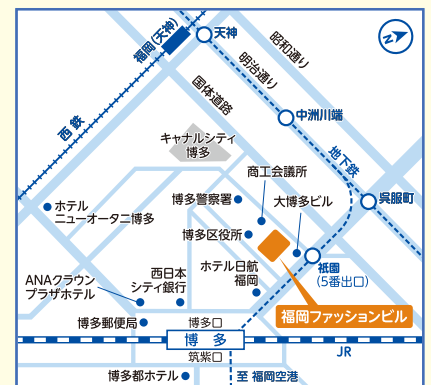 昭和通り
福岡(天神)
天神
明治通り
N
国体道路
西鉄
中洲川端
キャナルシティ
博多
地下鉄
商工会議所
呉服町
博多警察署
大博多ビル
ホテル
ニューオータニ博多
博多区役所
祇園
(5番出口)
ホテル日航
福岡
西日本
シティ銀行
ANAクラウン
プラザホテル
福岡ファッションビル
博多郵便局
博多口
博多
JR
筑紫口
博多都ホテル
至 福岡空港